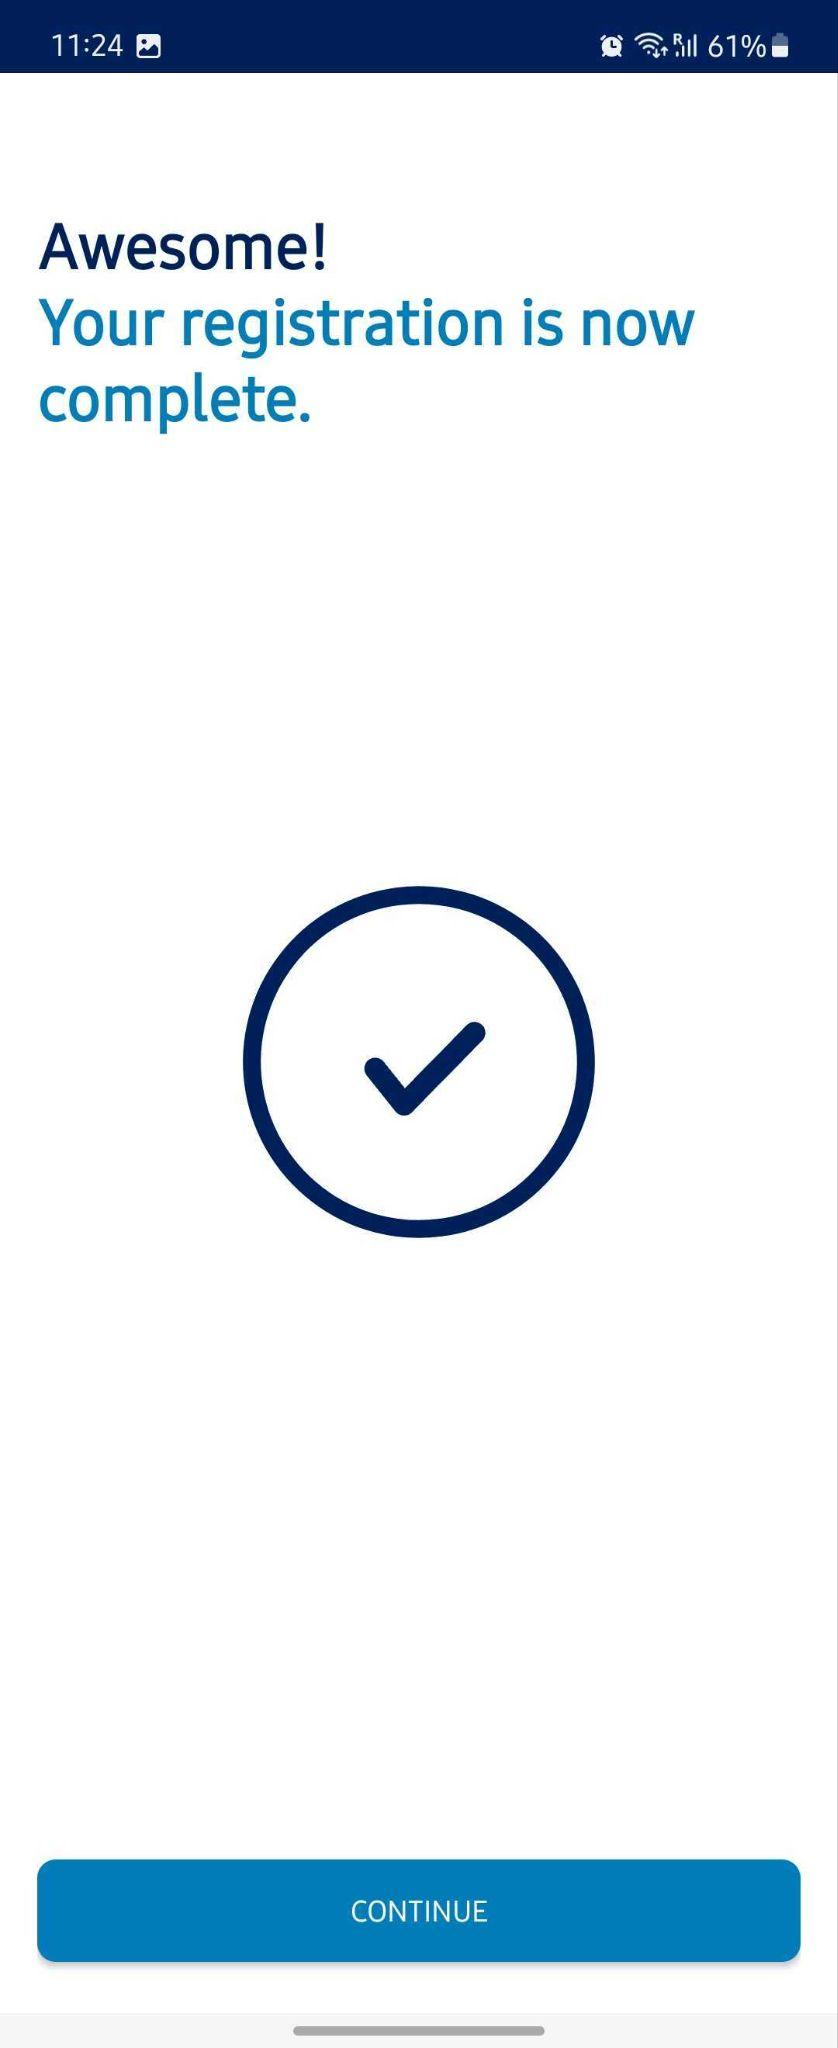 11:24
R 61%
Awesome!
Your registration is now
complete.
CONTINUE